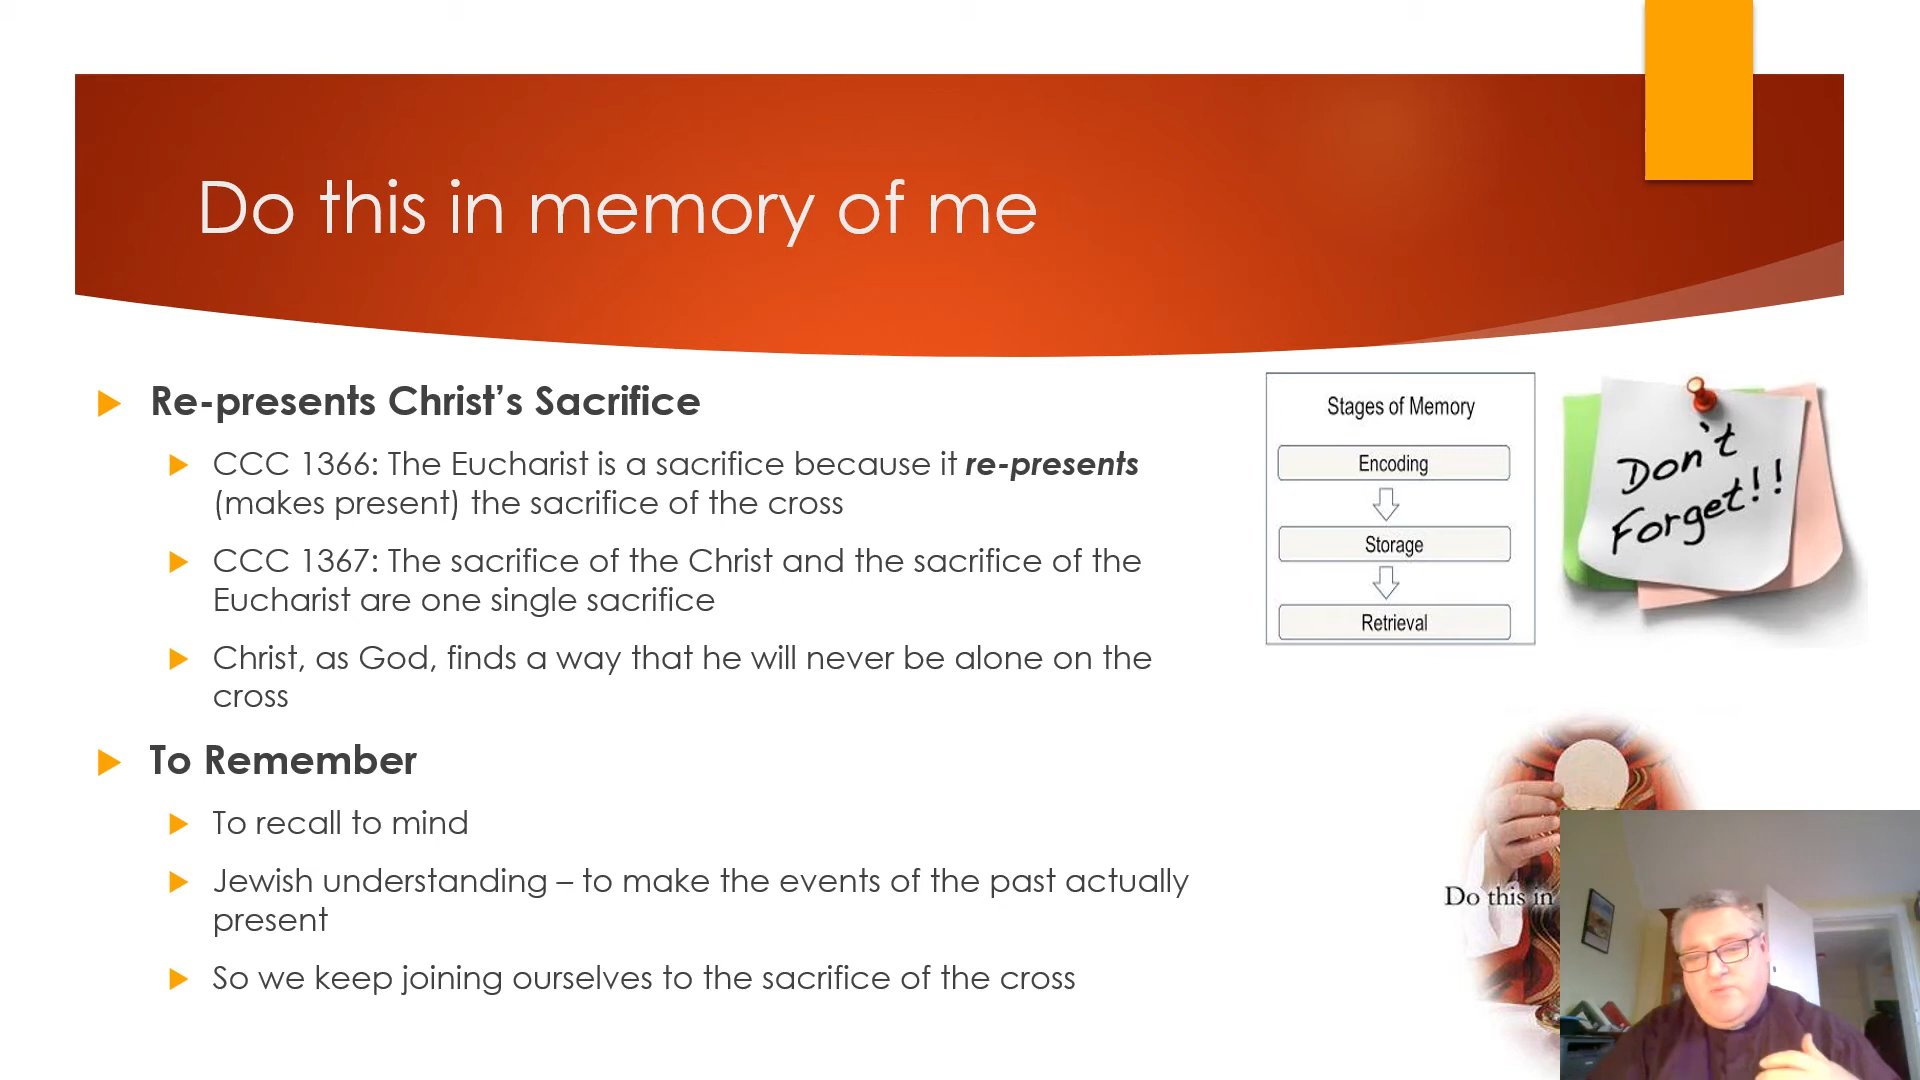 Do this in memory of me
Re-presents Christ’s Sacrifice
CCC 1366: The Eucharist is a sacrifice because it re-presents
(makes present) the sacrifice of the cross
CCC 1367: The sacrifice of the Christ and the sacrifice of the
Eucharist are one single sacrifice
Christ, as God, finds a way that he will never be alone on the
cross
To Remember
To recall to mind
Jewish understanding – to make the events of the past actually
present
So we keep joining ourselves to the sacrifice of the cross
Stages of Memory
Encoding
Storage
Retrieval
Don't
Forget!!
Do this in